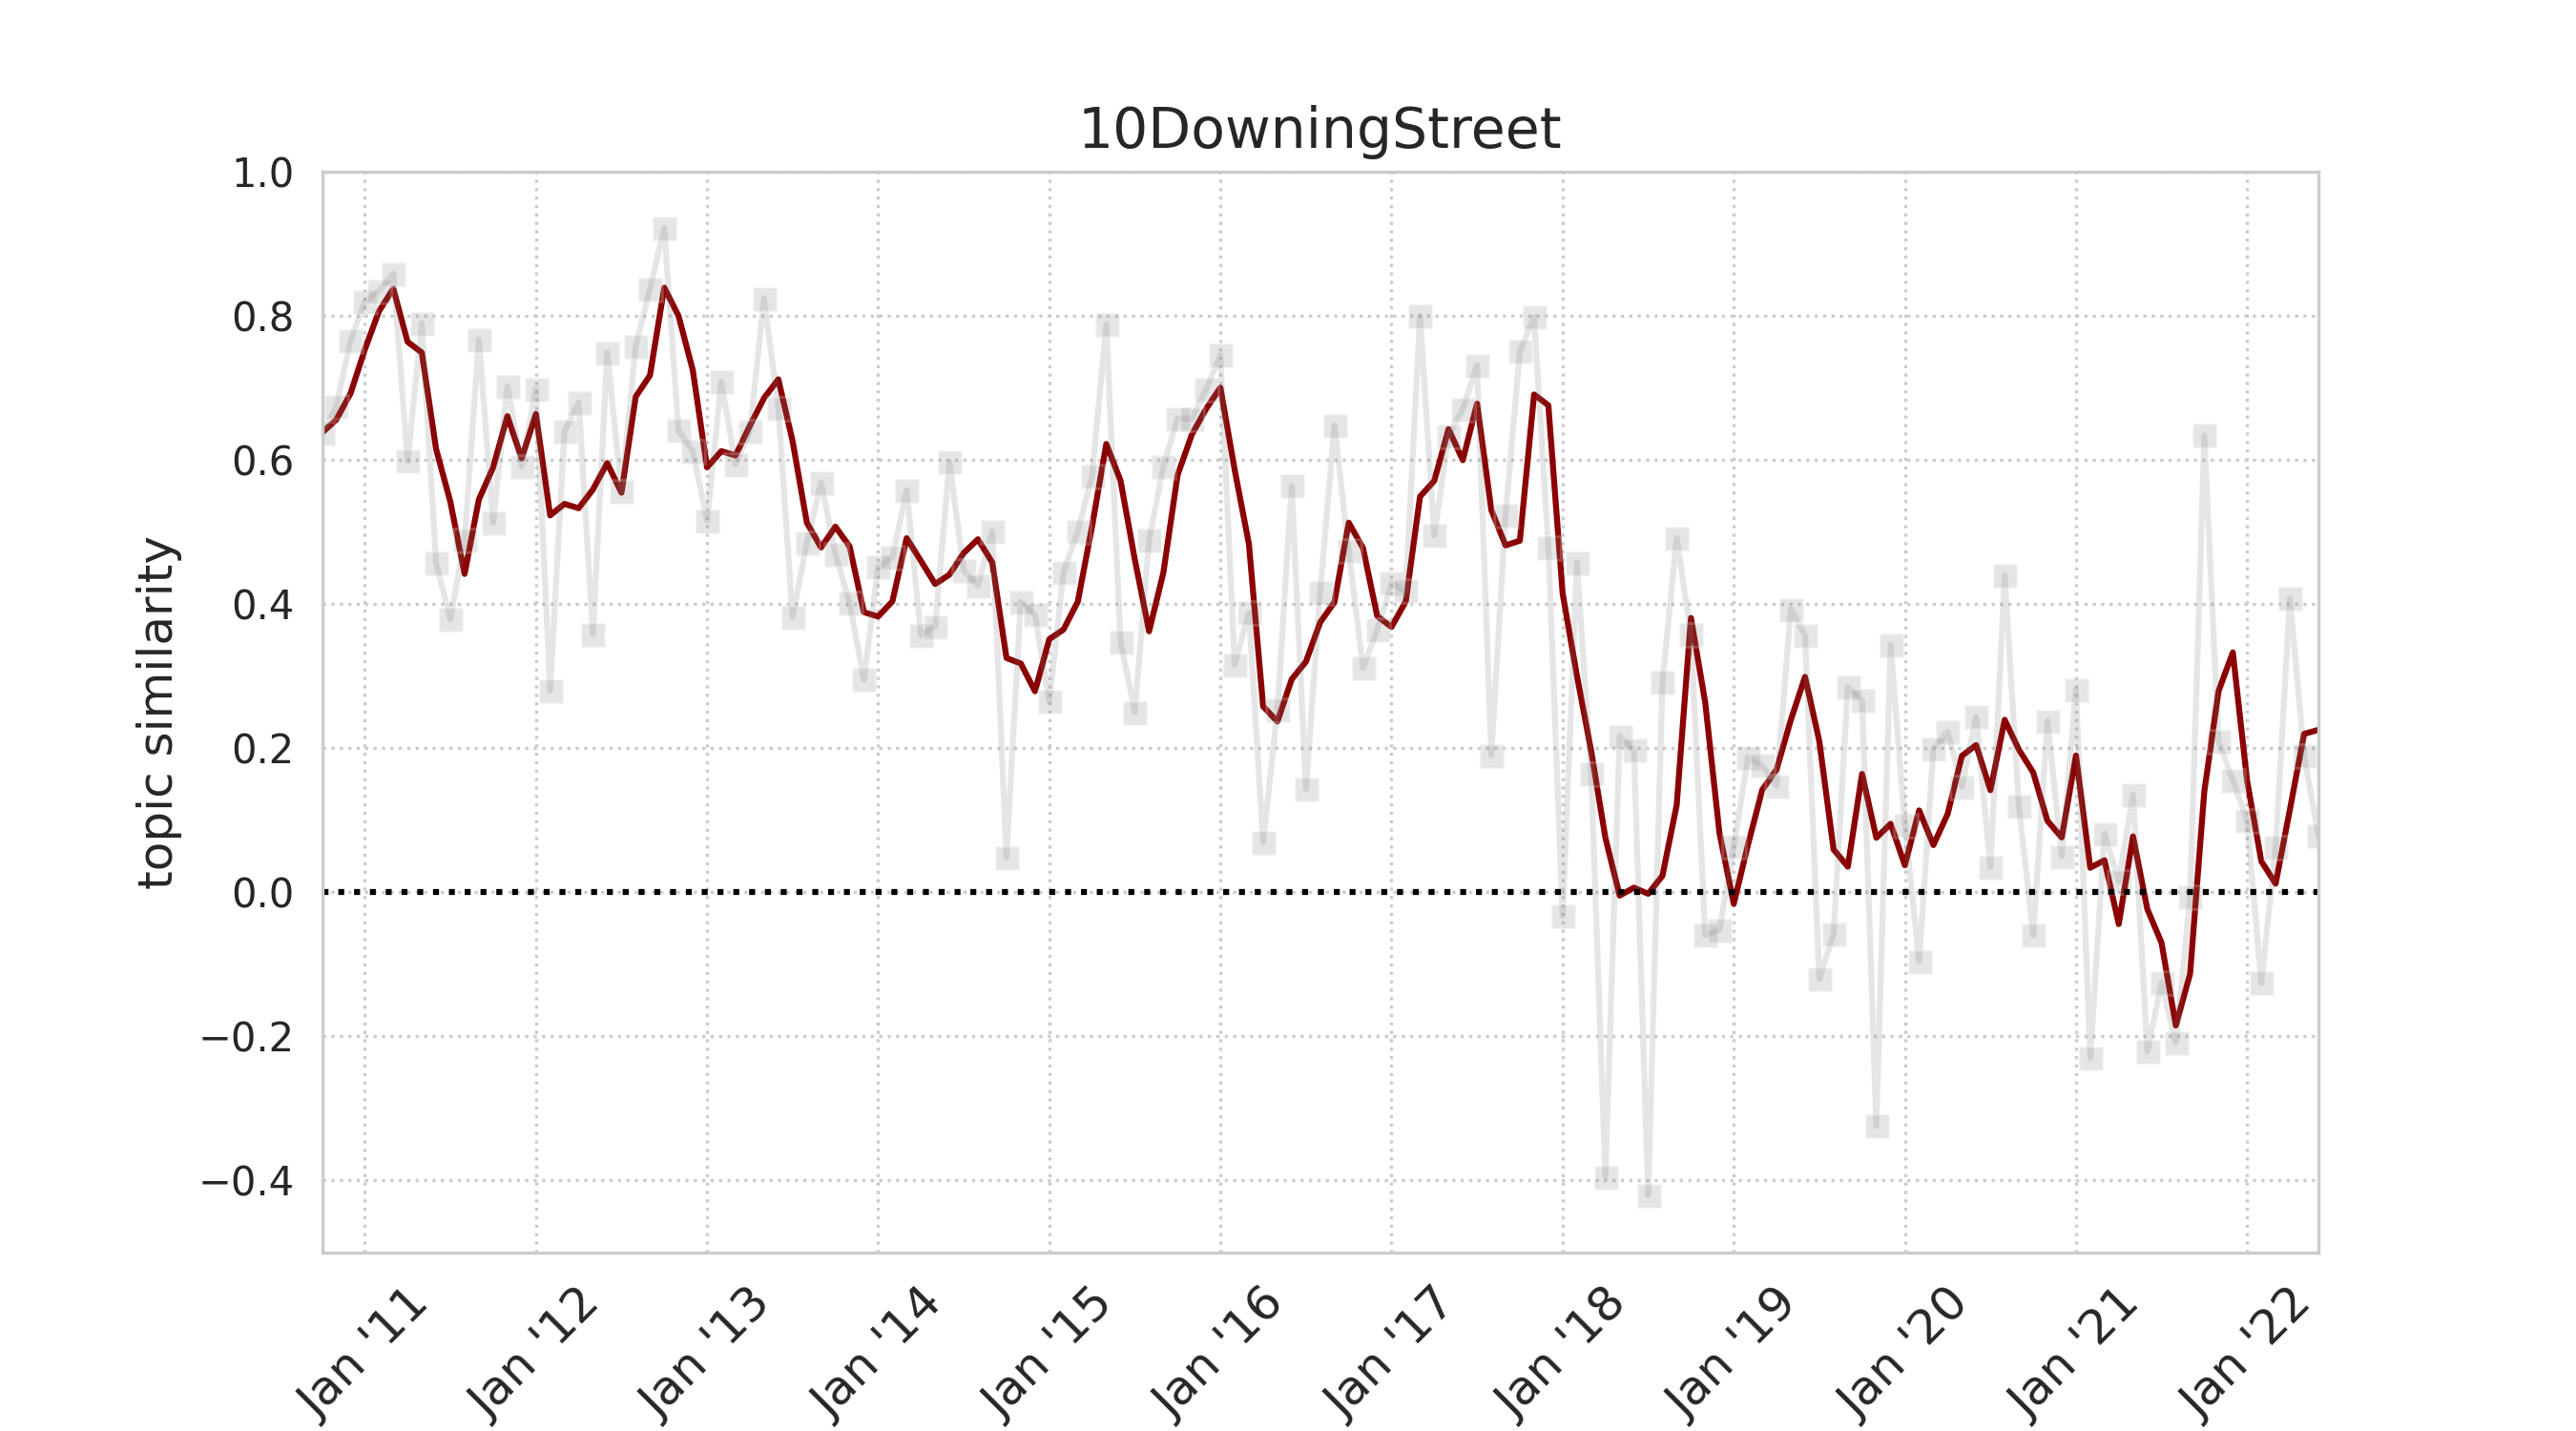 10DowningStreet
topic similarity
1.0
0.8
0.6
0.4
0.2
0.0
−0.2
−0.4
Jan '11
Jan '12
Jan '13
Jan '14
Jan '15
Jan '16
Jan '17
Jan '18
Jan '19
Jan '20
Jan '21
Jan '22